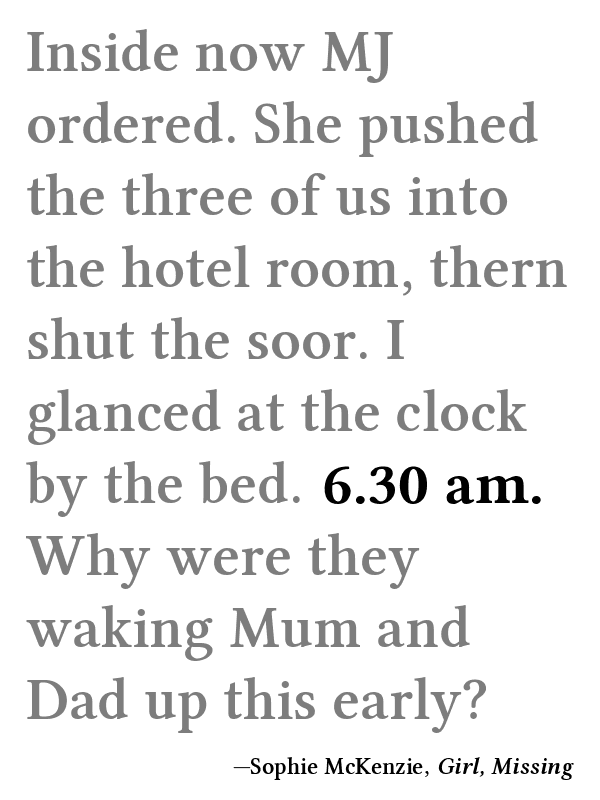 Inside now MJ
ordered. She pushed
the three of us into
the hotel room, thern
shut the soor. I
glanced at the clock
by the bed. 6.30 am.
Why were they
waking Mum and
Dad up this early?
—Sophie McKenzie, Girl, Missing